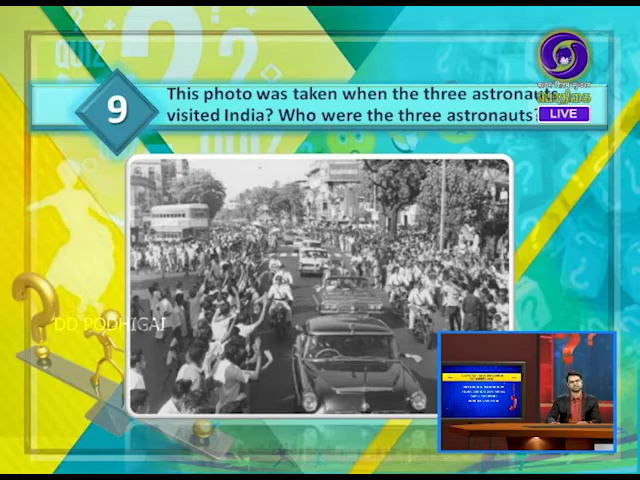 QUIZ
9
This photo was taken when the three astronauts
visited India? Who were the three astronauts?
பொதிகை
LIVE
DD PODHIGAI